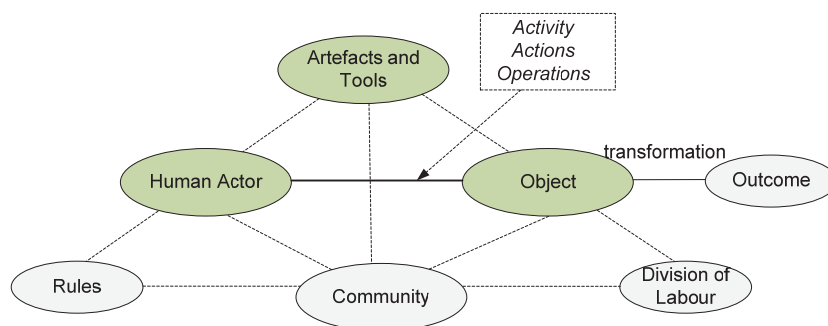 Activity
Actions
Operations
Artefacts and
Tools
transformation
Human Actor
Object
Outcome
Rules
Community
Division of
Labour